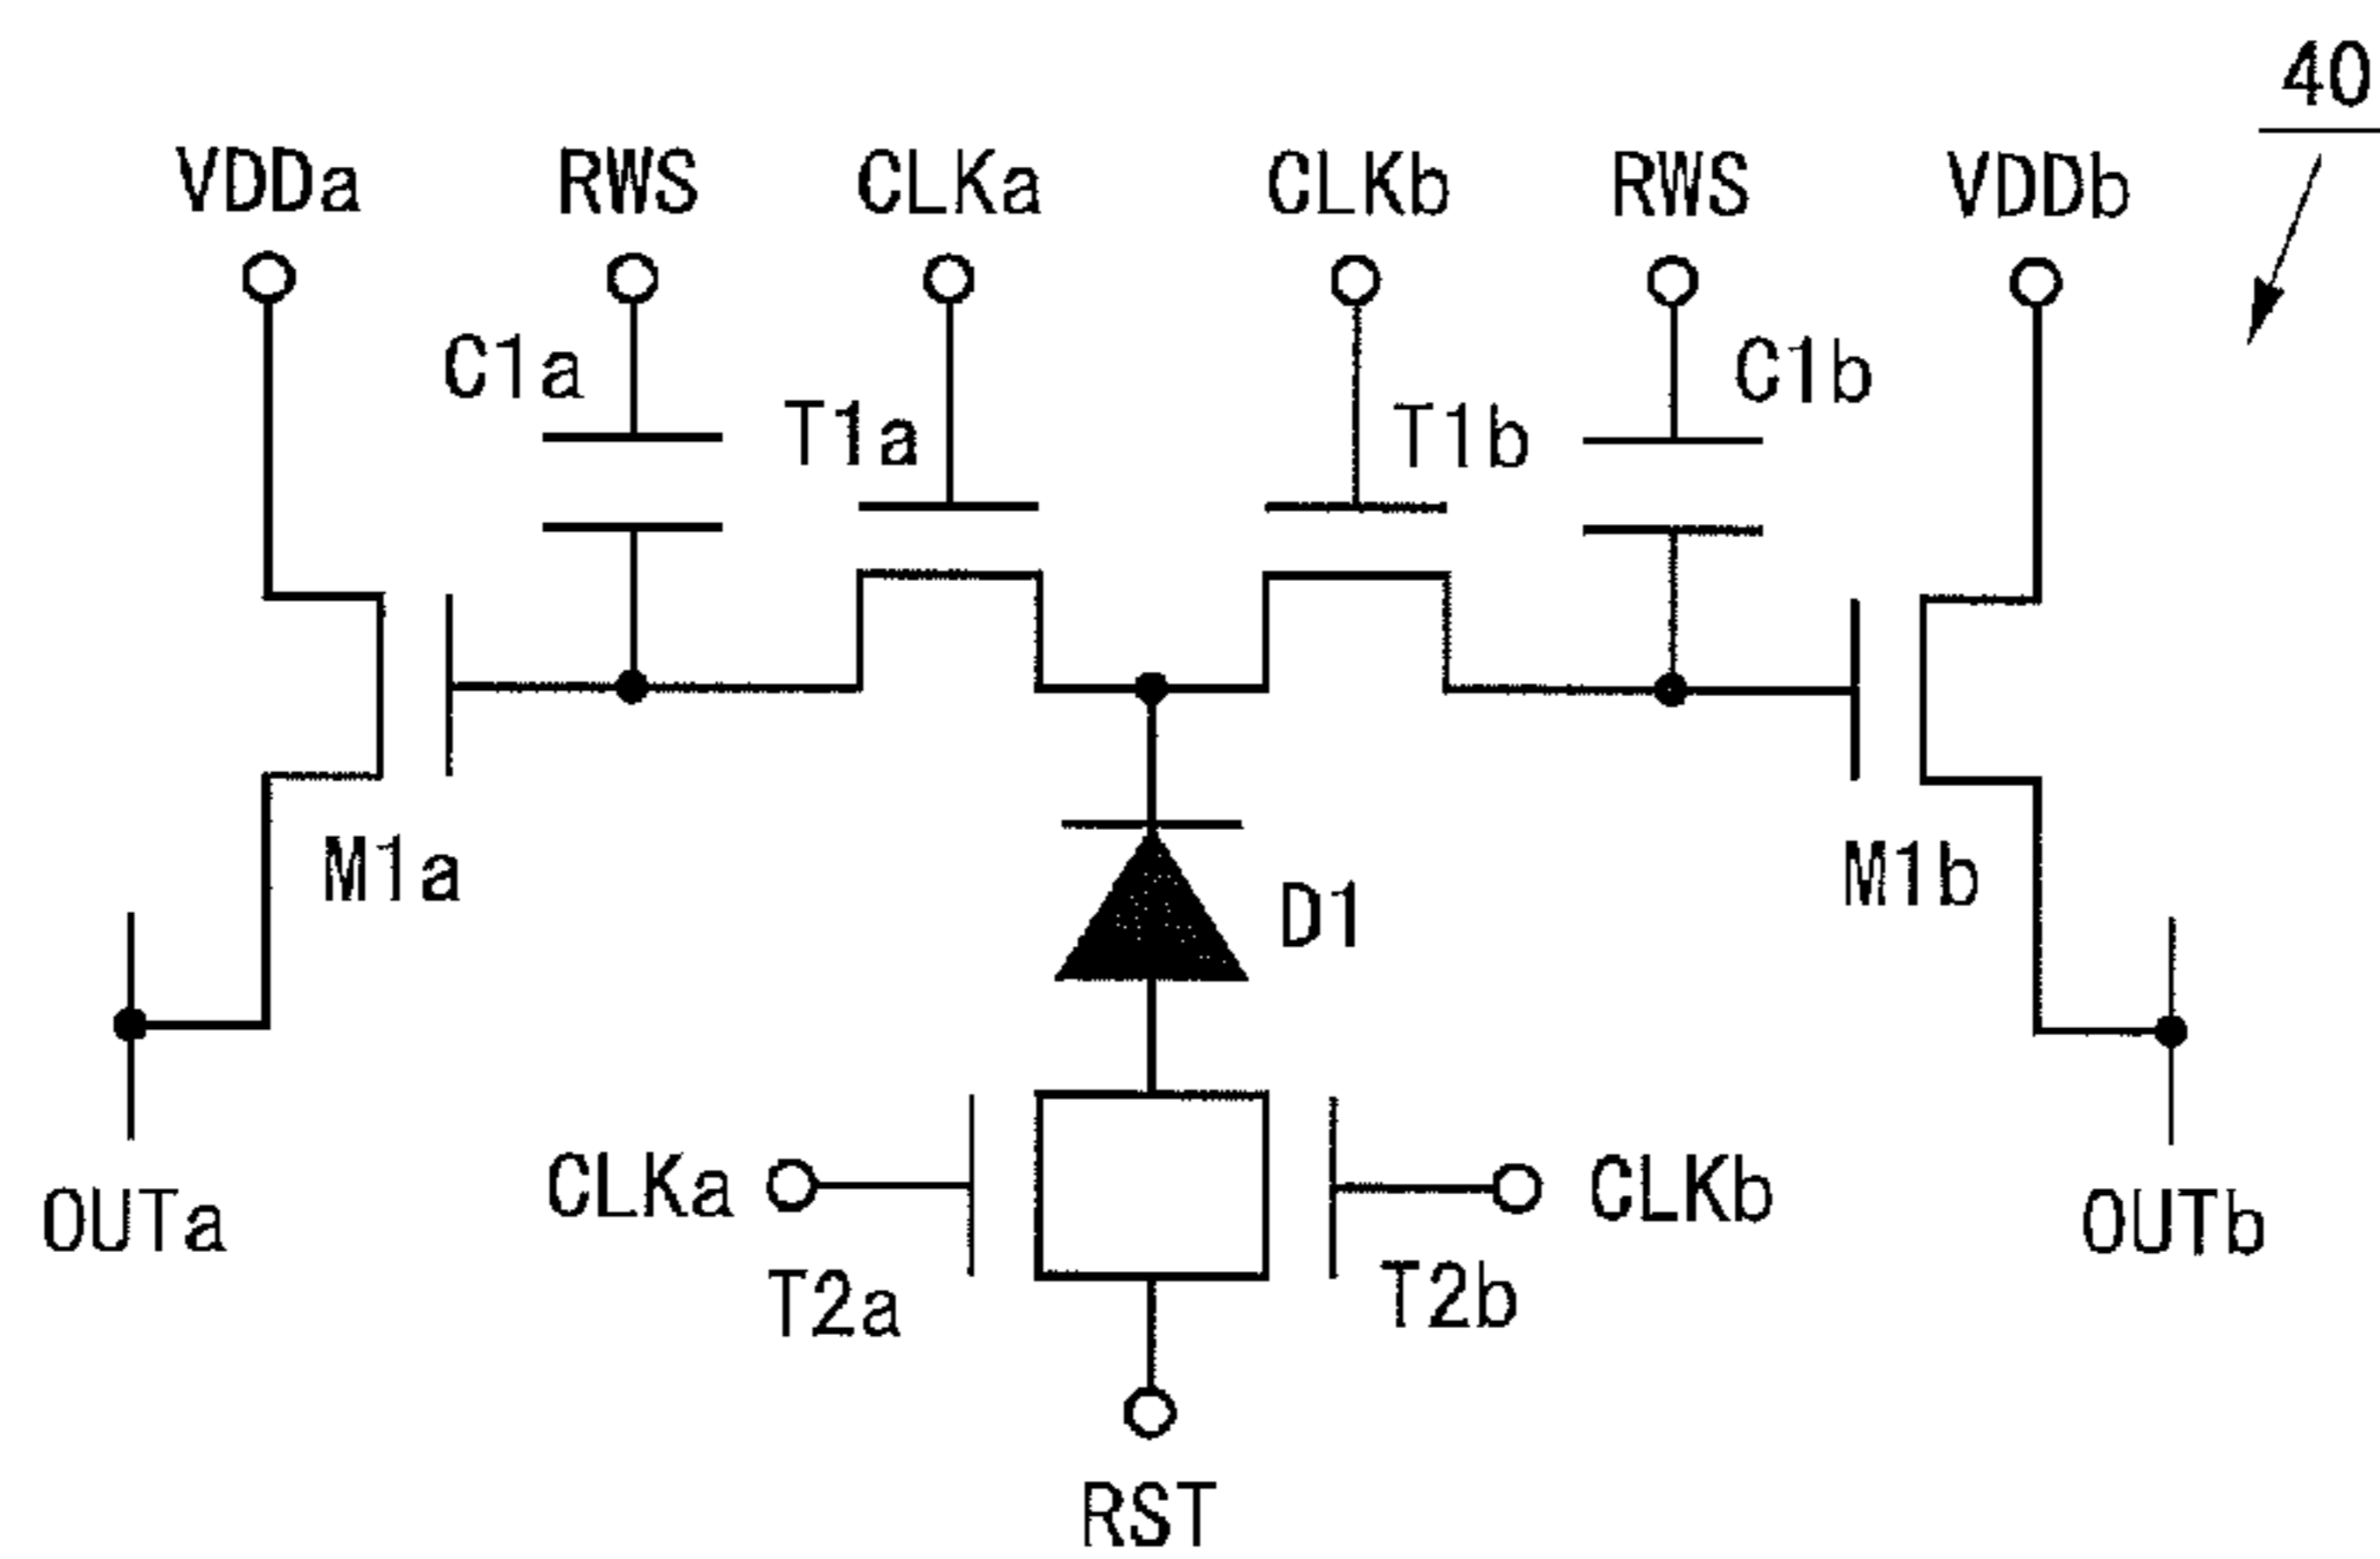 40
VDDa RWS CLKa CLKb RWS VDDb
C1a C1b
T1a T1b
M1a M1b
D1
CLKa CLKb
OUTa OUTb
T2a T2b
RST